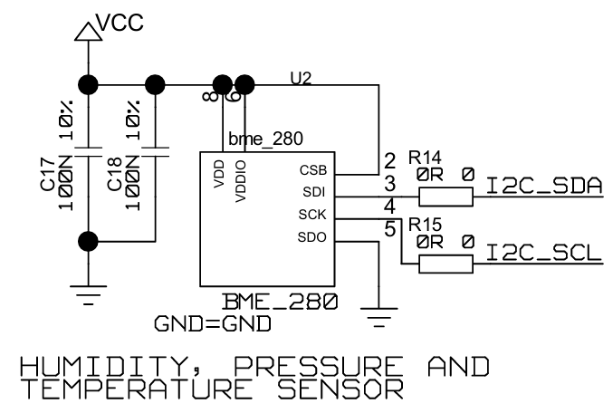 VCC
U2
8
6
bme_280
C17
100N 10%
C18
100N 10%
VDD
VDDIO
CSB
2
SDI
3
SCK
4
SDO
5
R14
0R 0
I2C_SDA
R15
0R 0
I2C_SCL
BME_280
GND=GND
HUMIDITY, PRESSURE AND
TEMPERATURE SENSOR